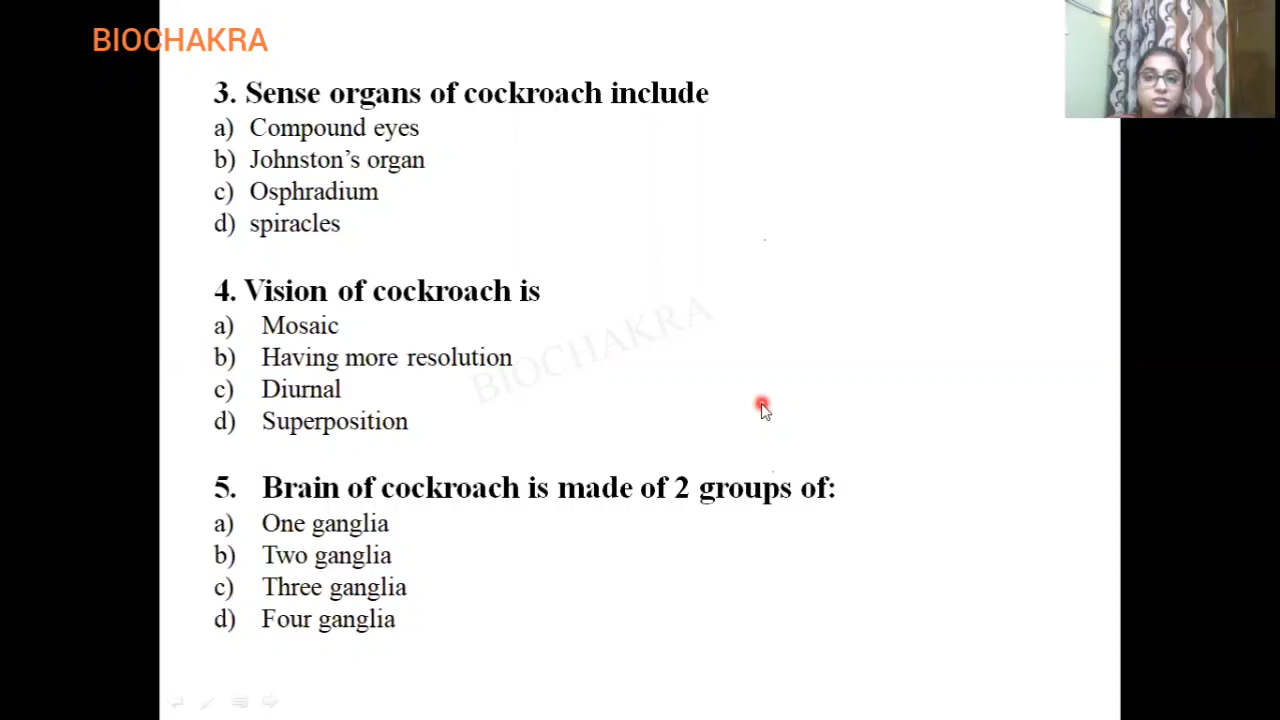 BIOCHAKRA
3. Sense organs of cockroach include
a) Compound eyes
b) Johnston’s organ
c) Osphradium
d) spiracles
4. Vision of cockroach is
a) Mosaic
b) Having more resolution
c) Diurnal
d) Superposition
BIOCHAKRA
5. Brain of cockroach is made of 2 groups of:
a) One ganglia
b) Two ganglia
c) Three ganglia
d) Four ganglia